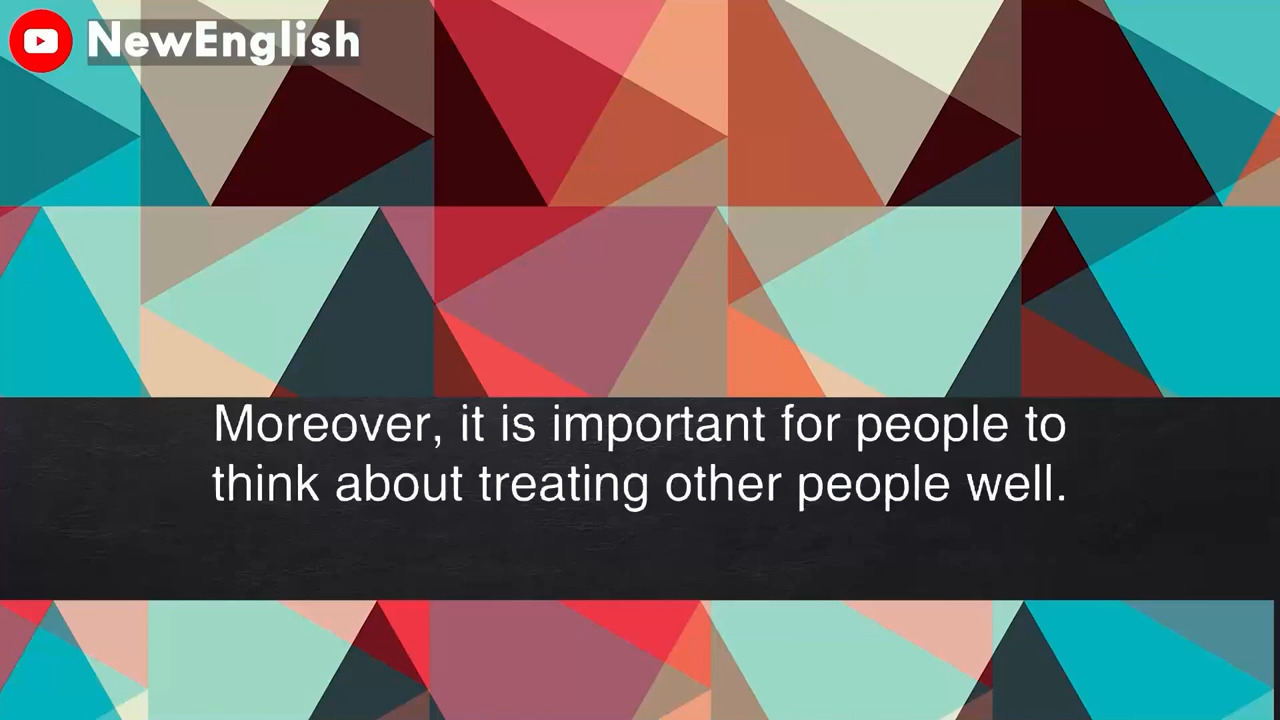 NewEnglish
Moreover, it is important for people to
think about treating other people well.